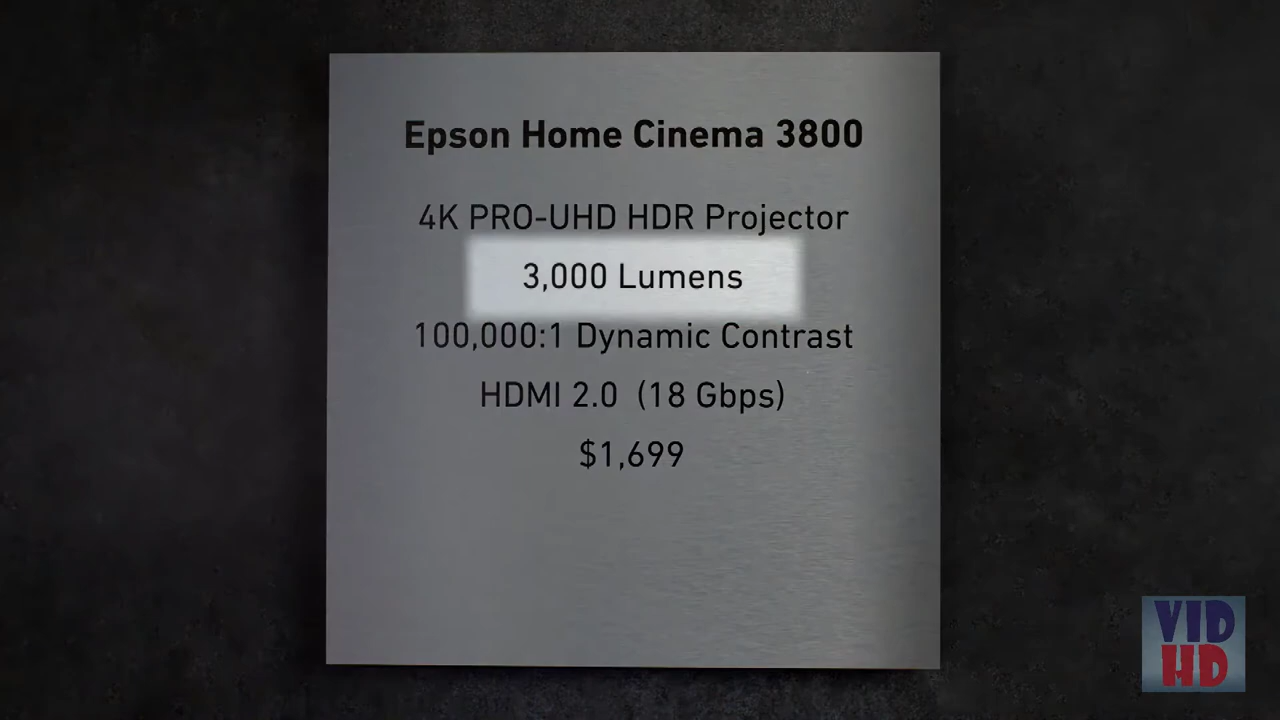 Epson Home Cinema 3800
4K PRO-UHD HDR Projector
3,000 Lumens
100,000:1 Dynamic Contrast
HDMI 2.0 (18 Gbps)
$1,699
VID
HD